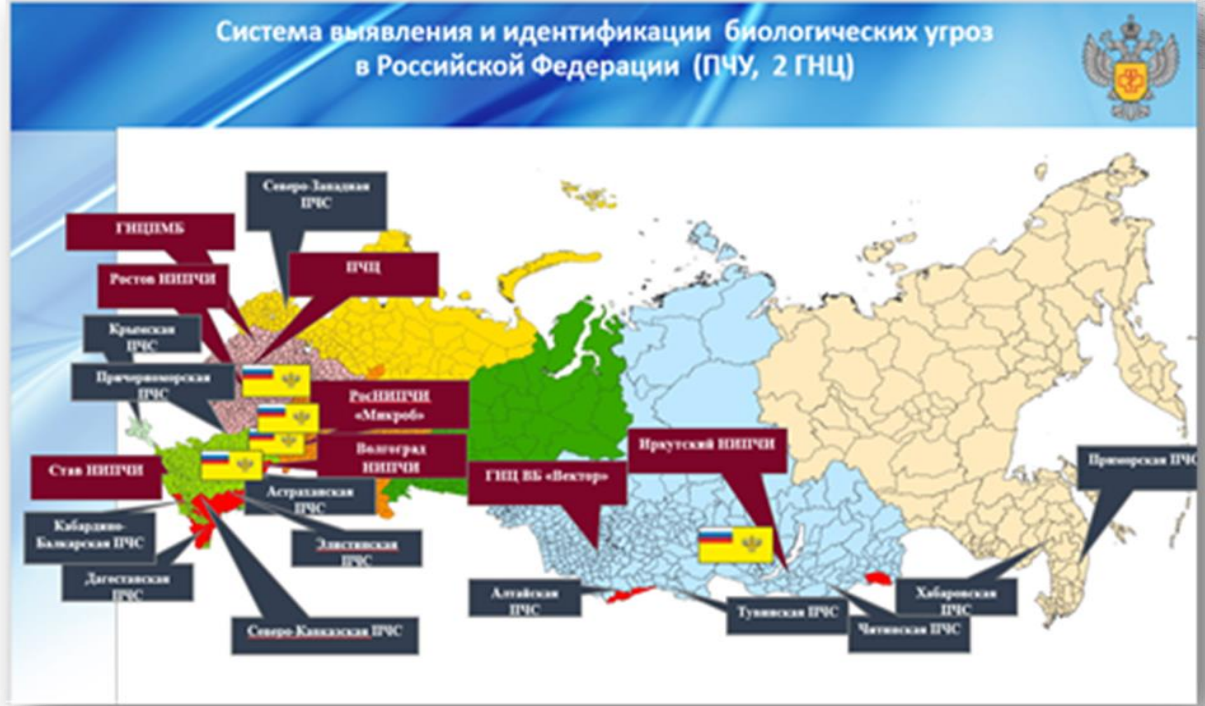 Система выявления и идентификации биологических угроз
в Российской Федерации (ПЧУ, 2 ГНЦ)
Северо-Западная
ПЧС
ГНЦПМБ
ПЧЦ
Ростов НИПЧИ
Крымская
ПЧС
Причерноморская
ПЧС
РосНИПЧИ
«Микроб»
Волгоград
НИПЧИ
Иркутский НИПЧИ
Приморская ПЧС
Став НИПЧИ
ГНЦ ВБ «Вектор»
Астраханская
ПЧС
Кабардино-
Балкарская ПЧС
Элистинская
ПЧС
Дагестанская
ПЧС
Алтайская
ПЧС
Хабаровская
ПЧС
Тувинская ПЧС
Читинская ПЧС
Северо-Кавказская ПЧС